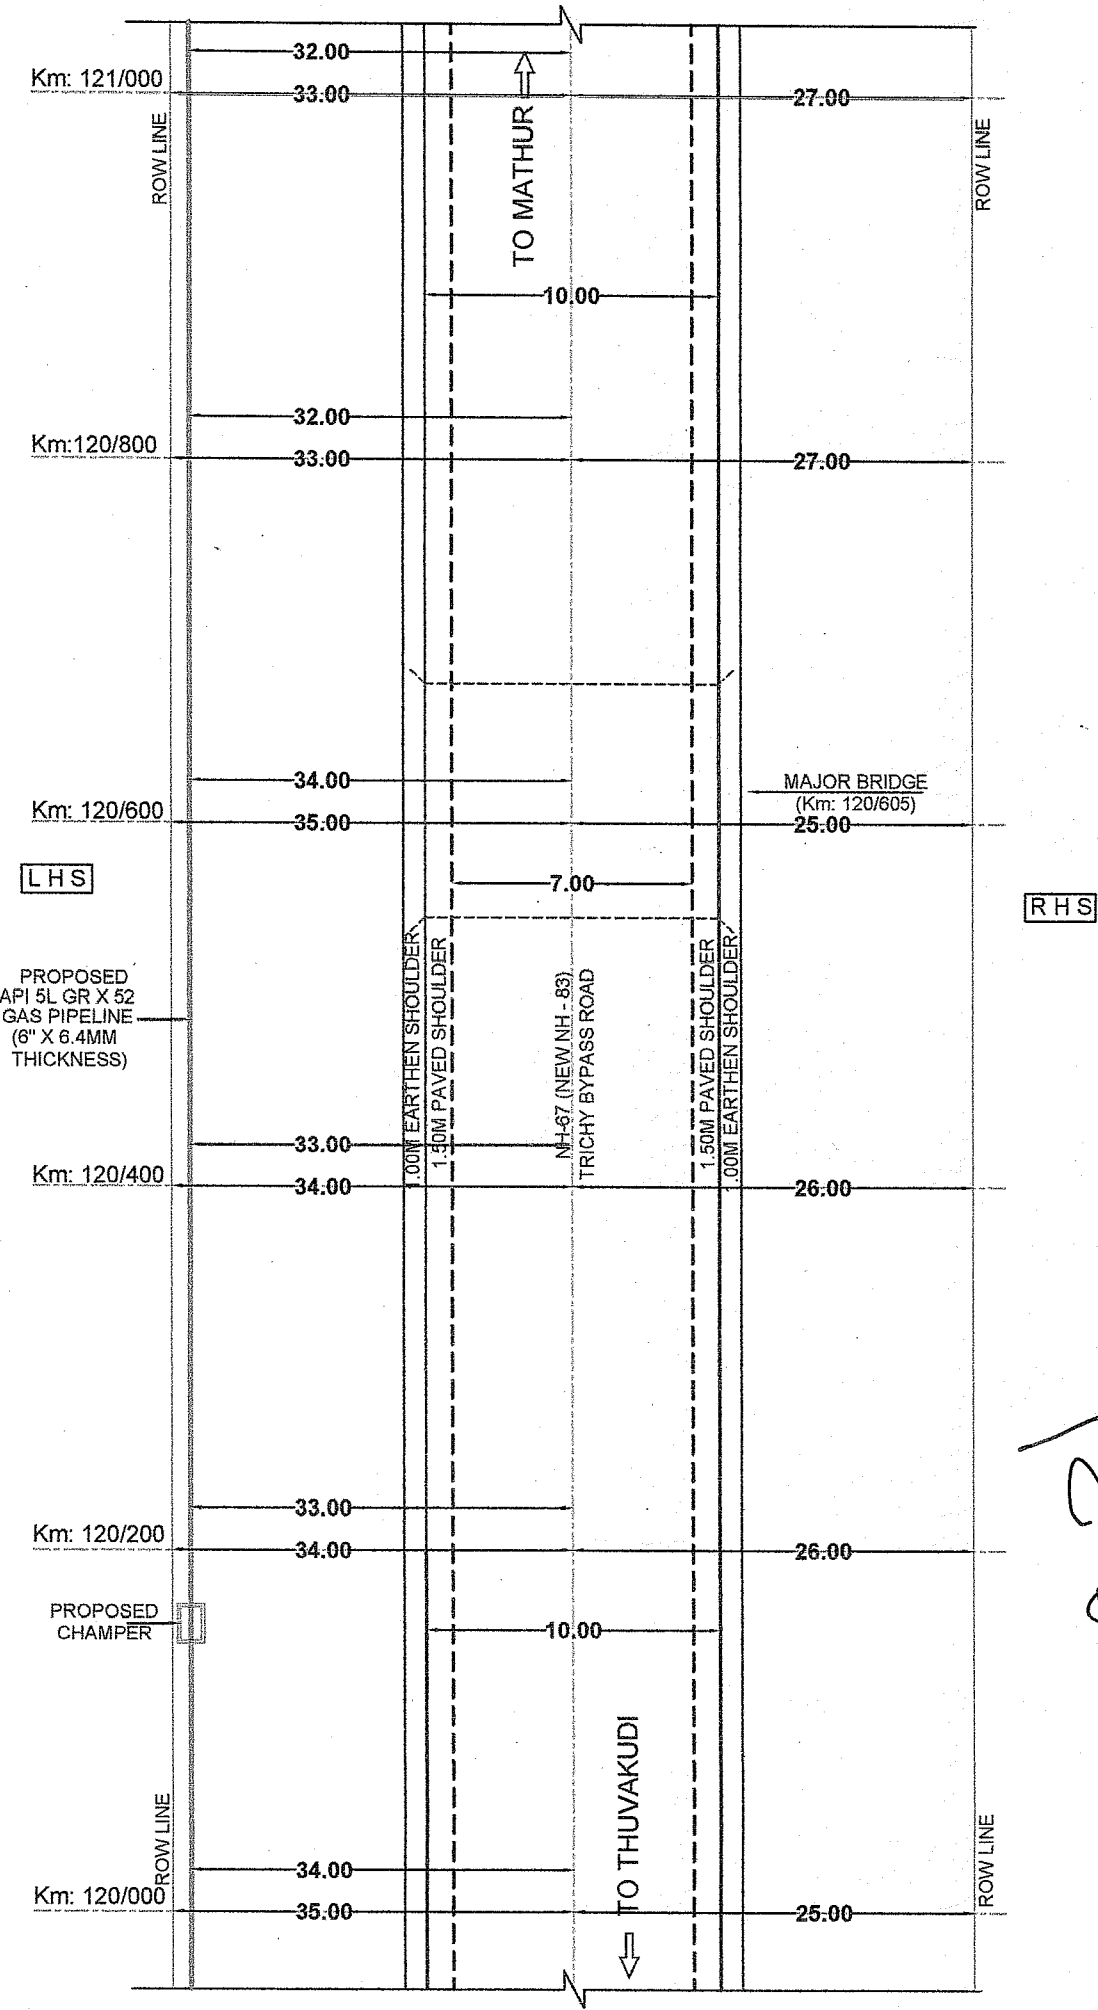 32.00
Km: 121/000
33.00
27.00
ROW LINE
ROW LINE
TO MATHUR
10.00
32.00
Km:120/800
33.00
27.00
34.00
MAJOR BRIDGE
(Km: 120/605)
Km: 120/600
35.00
25.00
LHS
7.00
RHS
PROPOSED
API 5L GR X 52
GAS PIPELINE
(6" X 6.4MM
THICKNESS)
1.00M EARTHEN SHOULDER
1.50M PAVED SHOULDER
NH-67 (NEW NH - 83)
TRICHY BYPASS ROAD
1.50M PAVED SHOULDER
1.00M EARTHEN SHOULDER
33.00
Km: 120/400
34.00
26.00
33.00
Km: 120/200
34.00
26.00
PROPOSED
CHAMPER
10.00
TO THUVAKUDI
ROW LINE
ROW LINE
34.00
Km: 120/000
35.00
25.00